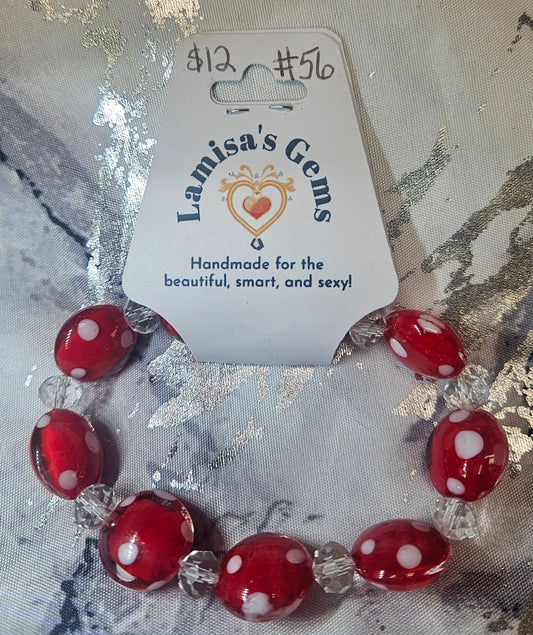 $12 #56
Lamisa's Gems
Handmade for the
beautiful, smart, and sexy!